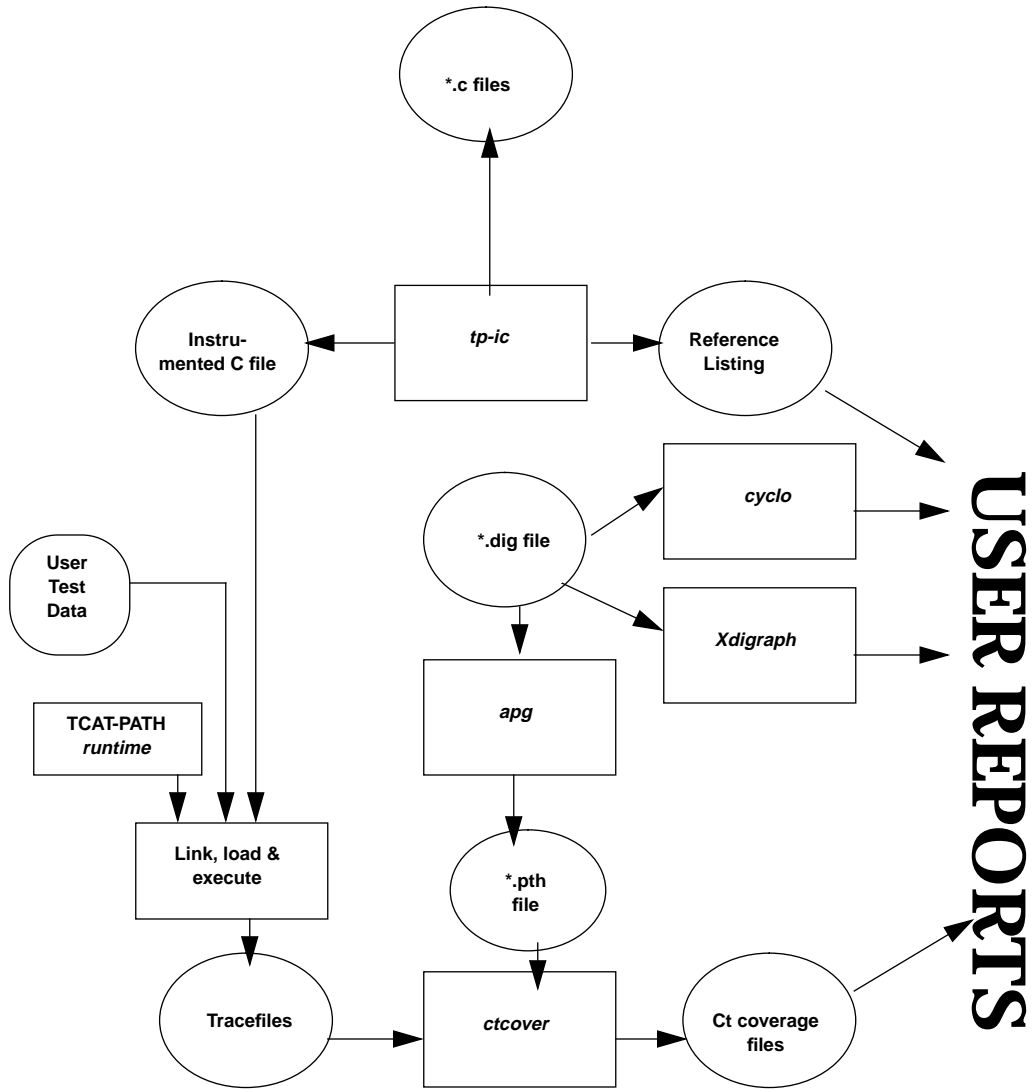 *.c files
Instru-
mented C file
tp-ic
Reference
Listing
cyclo
*.dig file
User
Test
Data
Xdigraph
apg
TCAT-PATH
runtime
Link, load &
execute
*.pth
file
Tracefiles
ctcover
Ct coverage
files
USER REPORTS